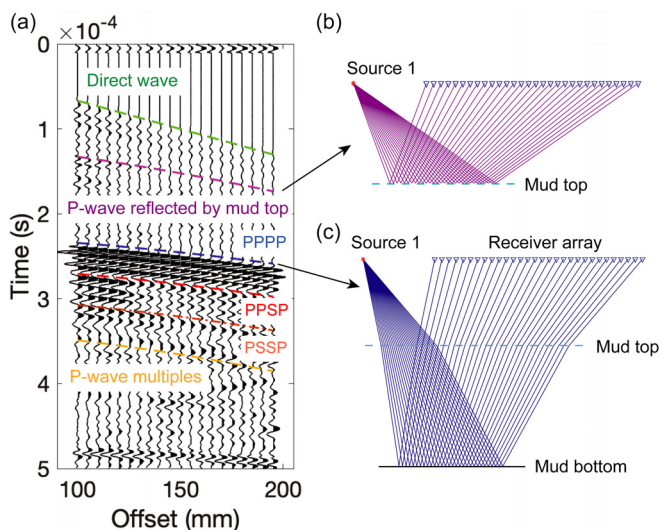 (a)
×10⁻⁴
0
1
2
3
4
5
Time (s)
100
150
200
Offset (mm)
Direct wave
P-wave reflected by mud top
PPPP
PPSP
PSSP
P-wave multiples
(b)
Source 1
Mud top
(c)
Source 1
Receiver array
Mud top
Mud bottom